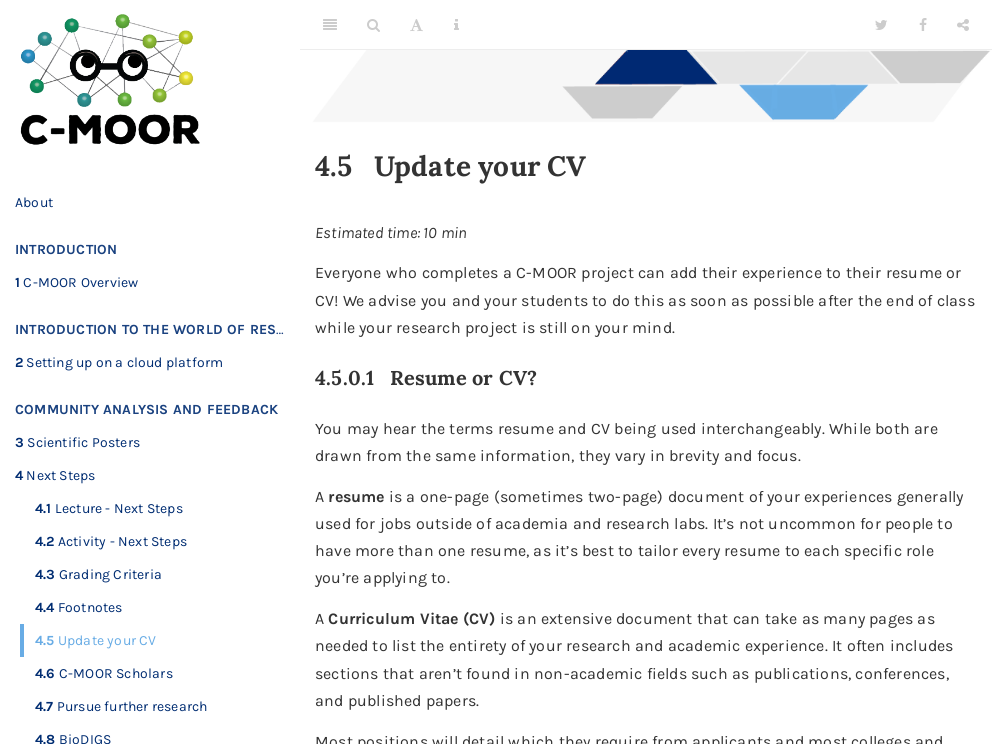 C-MOOR
About
INTRODUCTION
1 C-MOOR Overview
INTRODUCTION TO THE WORLD OF RES...
2 Setting up on a cloud platform
COMMUNITY ANALYSIS AND FEEDBACK
3 Scientific Posters
4 Next Steps
4.1 Lecture - Next Steps
4.2 Activity - Next Steps
4.3 Grading Criteria
4.4 Footnotes
4.5 Update your CV
4.6 C-MOOR Scholars
4.7 Pursue further research
4.8 BioDIGS
A
4.5 Update your CV
Estimated time: 10 min
Everyone who completes a C-MOOR project can add their experience to their resume or
CV! We advise you and your students to do this as soon as possible after the end of class
while your research project is still on your mind.
4.5.0.1 Resume or CV?
You may hear the terms resume and CV being used interchangeably. While both are
drawn from the same information, they vary in brevity and focus.
A resume is a one-page (sometimes two-page) document of your experiences generally
used for jobs outside of academia and research labs. It's not uncommon for people to
have more than one resume, as it's best to tailor every resume to each specific role
you're applying to.
A Curriculum Vitae (CV) is an extensive document that can take as many pages as
needed to list the entirety of your research and academic experience. It often includes
sections that aren't found in non-academic fields such as publications, conferences,
and published papers.
Most positions will detail which they require from applicants and most colleges and